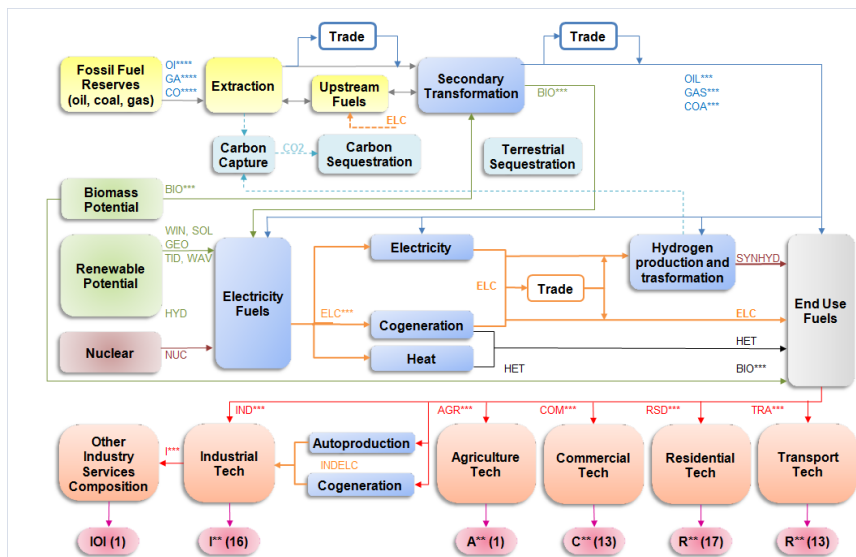 Trade
Trade
Fossil Fuel
Reserves
(oil, coal, gas)
OI****
GA****
CO****
Extraction
Upstream
Fuels
Secondary
Transformation
BIO***
OIL***
GAS***
COA***
ELC
Carbon
Capture
CO2
Carbon
Sequestration
Terrestrial
Sequestration
Biomass
Potential
BIO***
Renewable
Potential
WIN, SOL
GEO
TID, WAV
HYD
Electricity
Fuels
Electricity
Hydrogen
production and
trasformation
SYNHYD
ELC
Trade
End Use
Fuels
ELC***
Cogeneration
ELC
Nuclear
NUC
Heat
HET
HET
BIO***
IND***
AGR***
COM***
RSD***
TRA***
Other
Industry
Services
Composition
I***
Industrial
Tech
Autoproduction
INDELC
Cogeneration
Agriculture
Tech
Commercial
Tech
Residential
Tech
Transport
Tech
IOI (1)
I** (16)
A** (1)
C** (13)
R** (17)
R** (13)